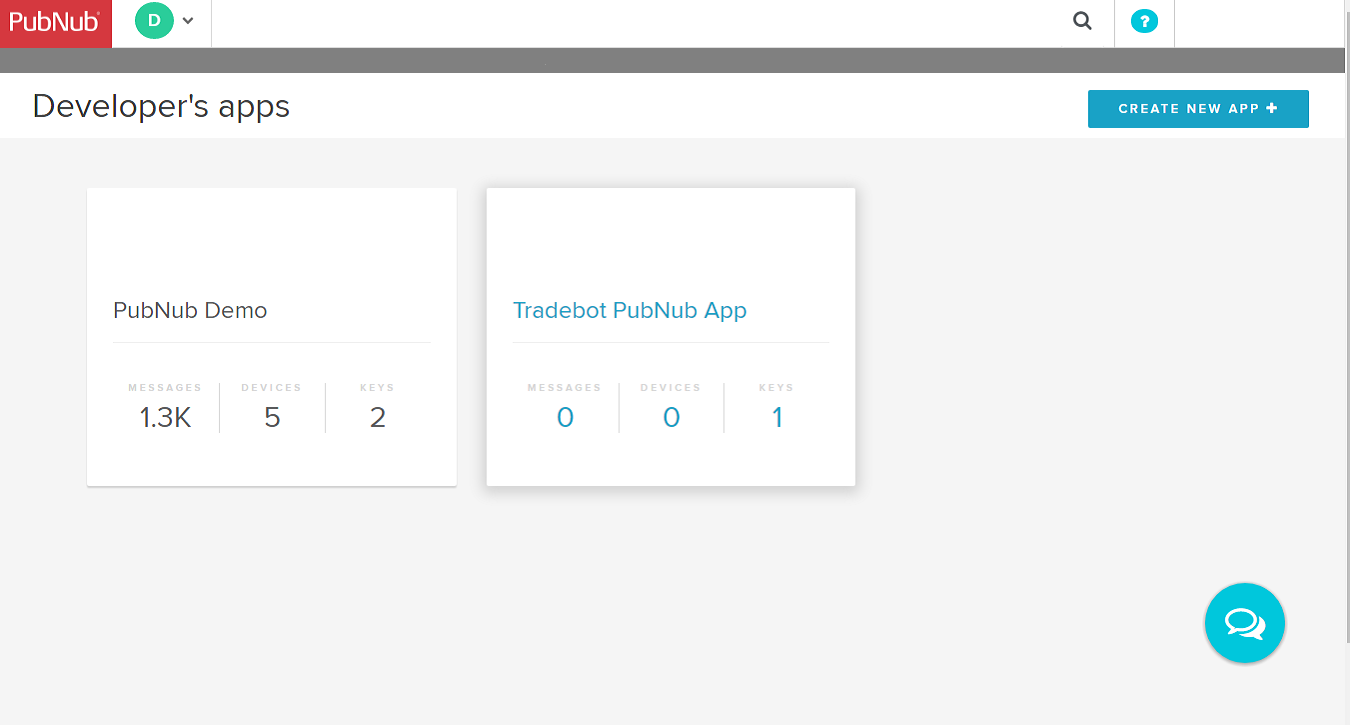 PubNub
D
?
Developer's apps
CREATE NEW APP +
PubNub Demo
MESSAGES DEVICES KEYS
1.3K 5 2
Tradebot PubNub App
MESSAGES DEVICES KEYS
0 0 1